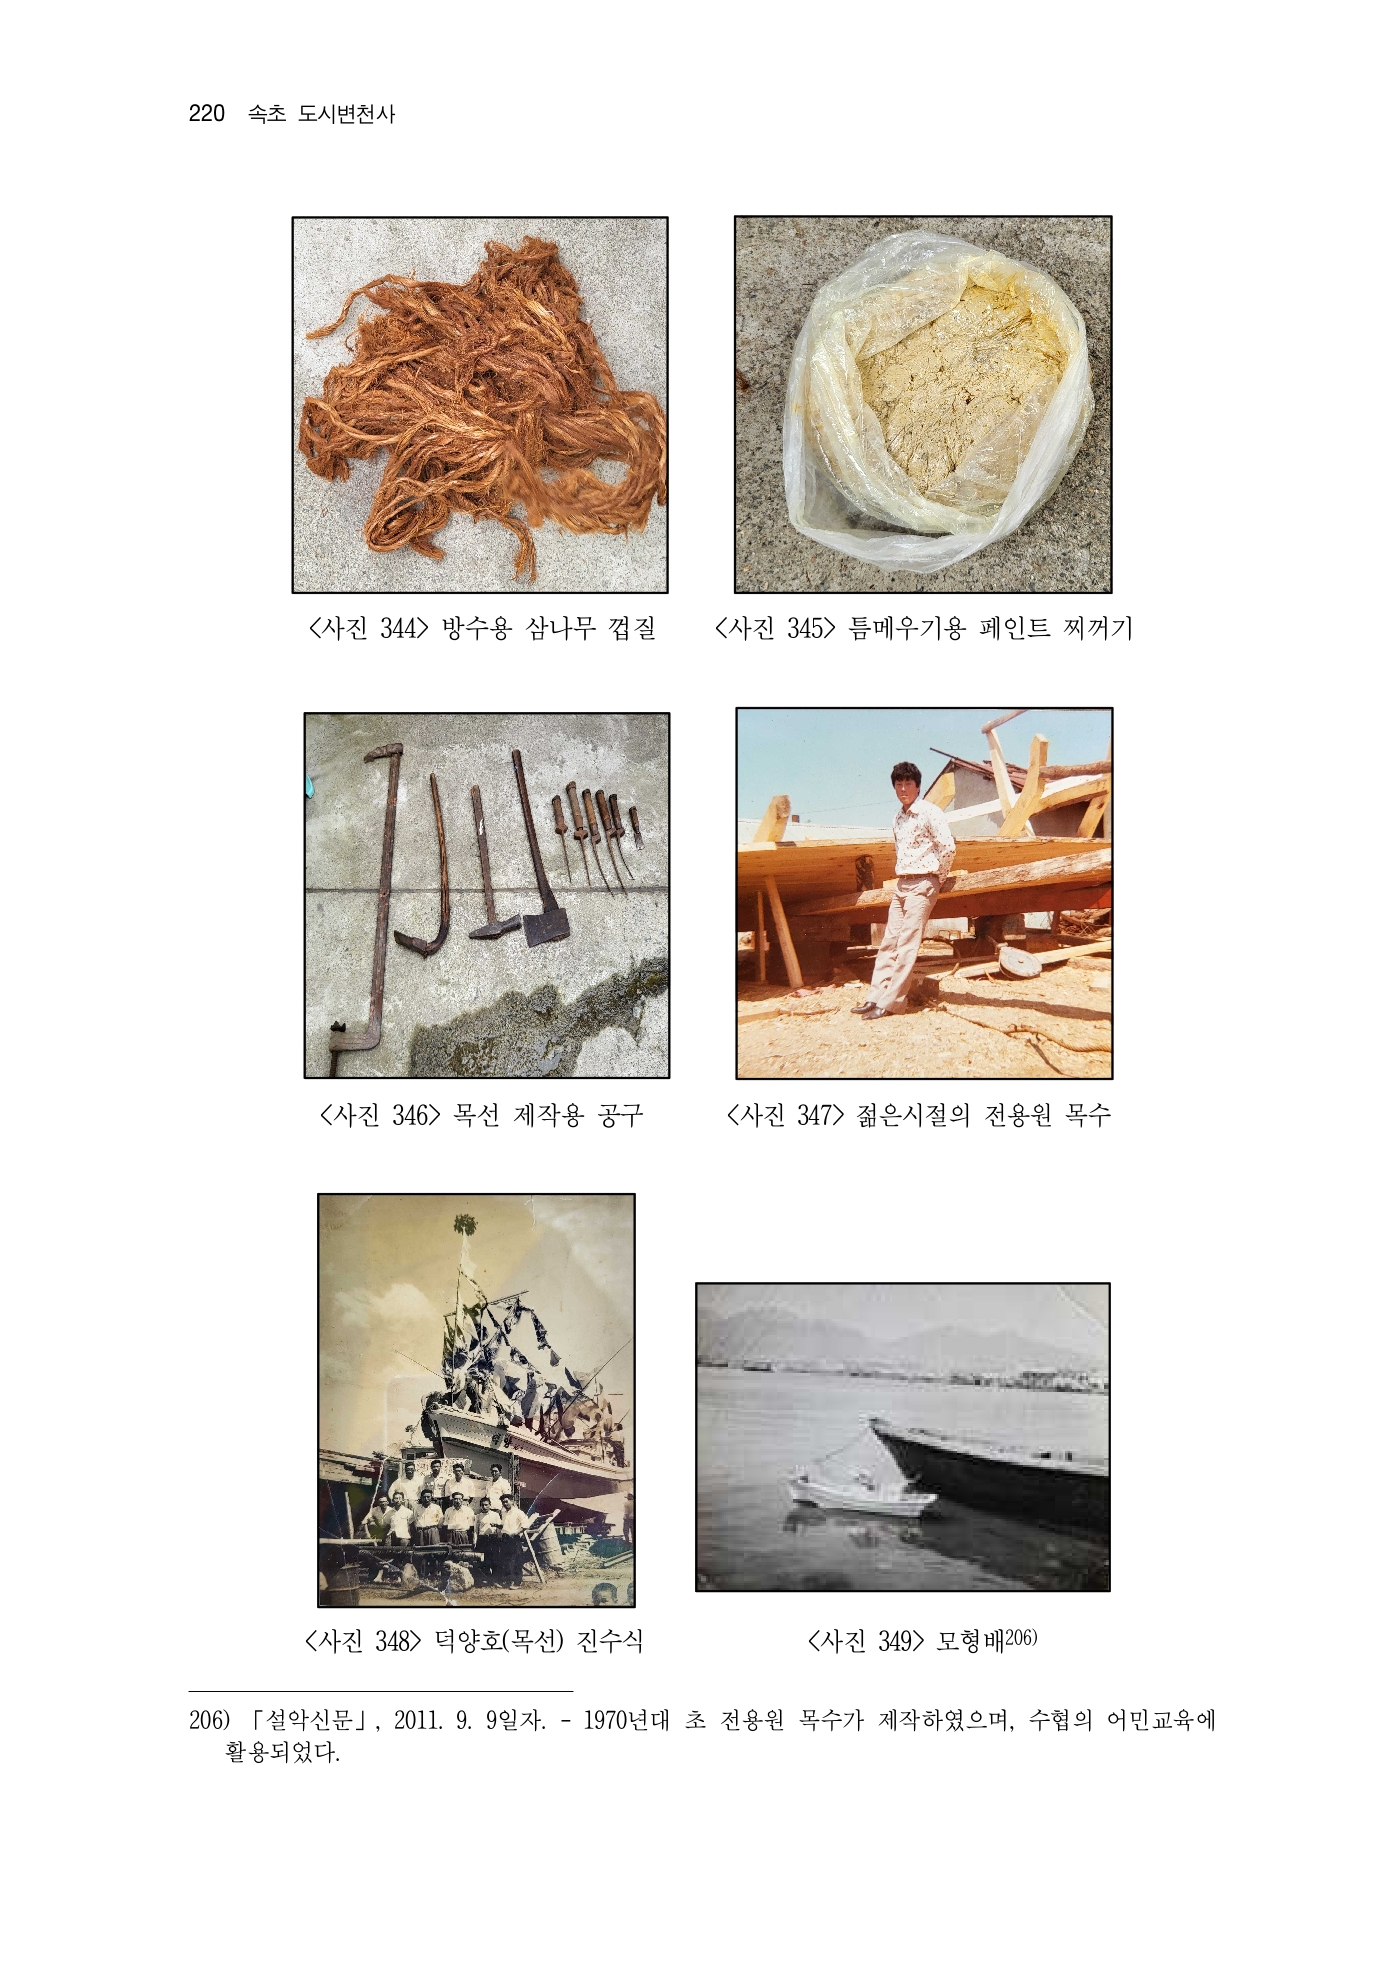 220 속초 도시변천사
<사진 344> 방수용 삼나무 껍질
<사진 345> 틈메우기용 페인트 찌꺼기
<사진 346> 목선 제작용 공구
<사진 347> 젊은시절의 전용원 목수
덕양
<사진 348> 덕양호(목선) 진수식
<사진 349> 모형배206)
206) 「설악신문」, 2011. 9. 9일자. - 1970년대 초 전용원 목수가 제작하였으며, 수협의 어민교육에
활용되었다.